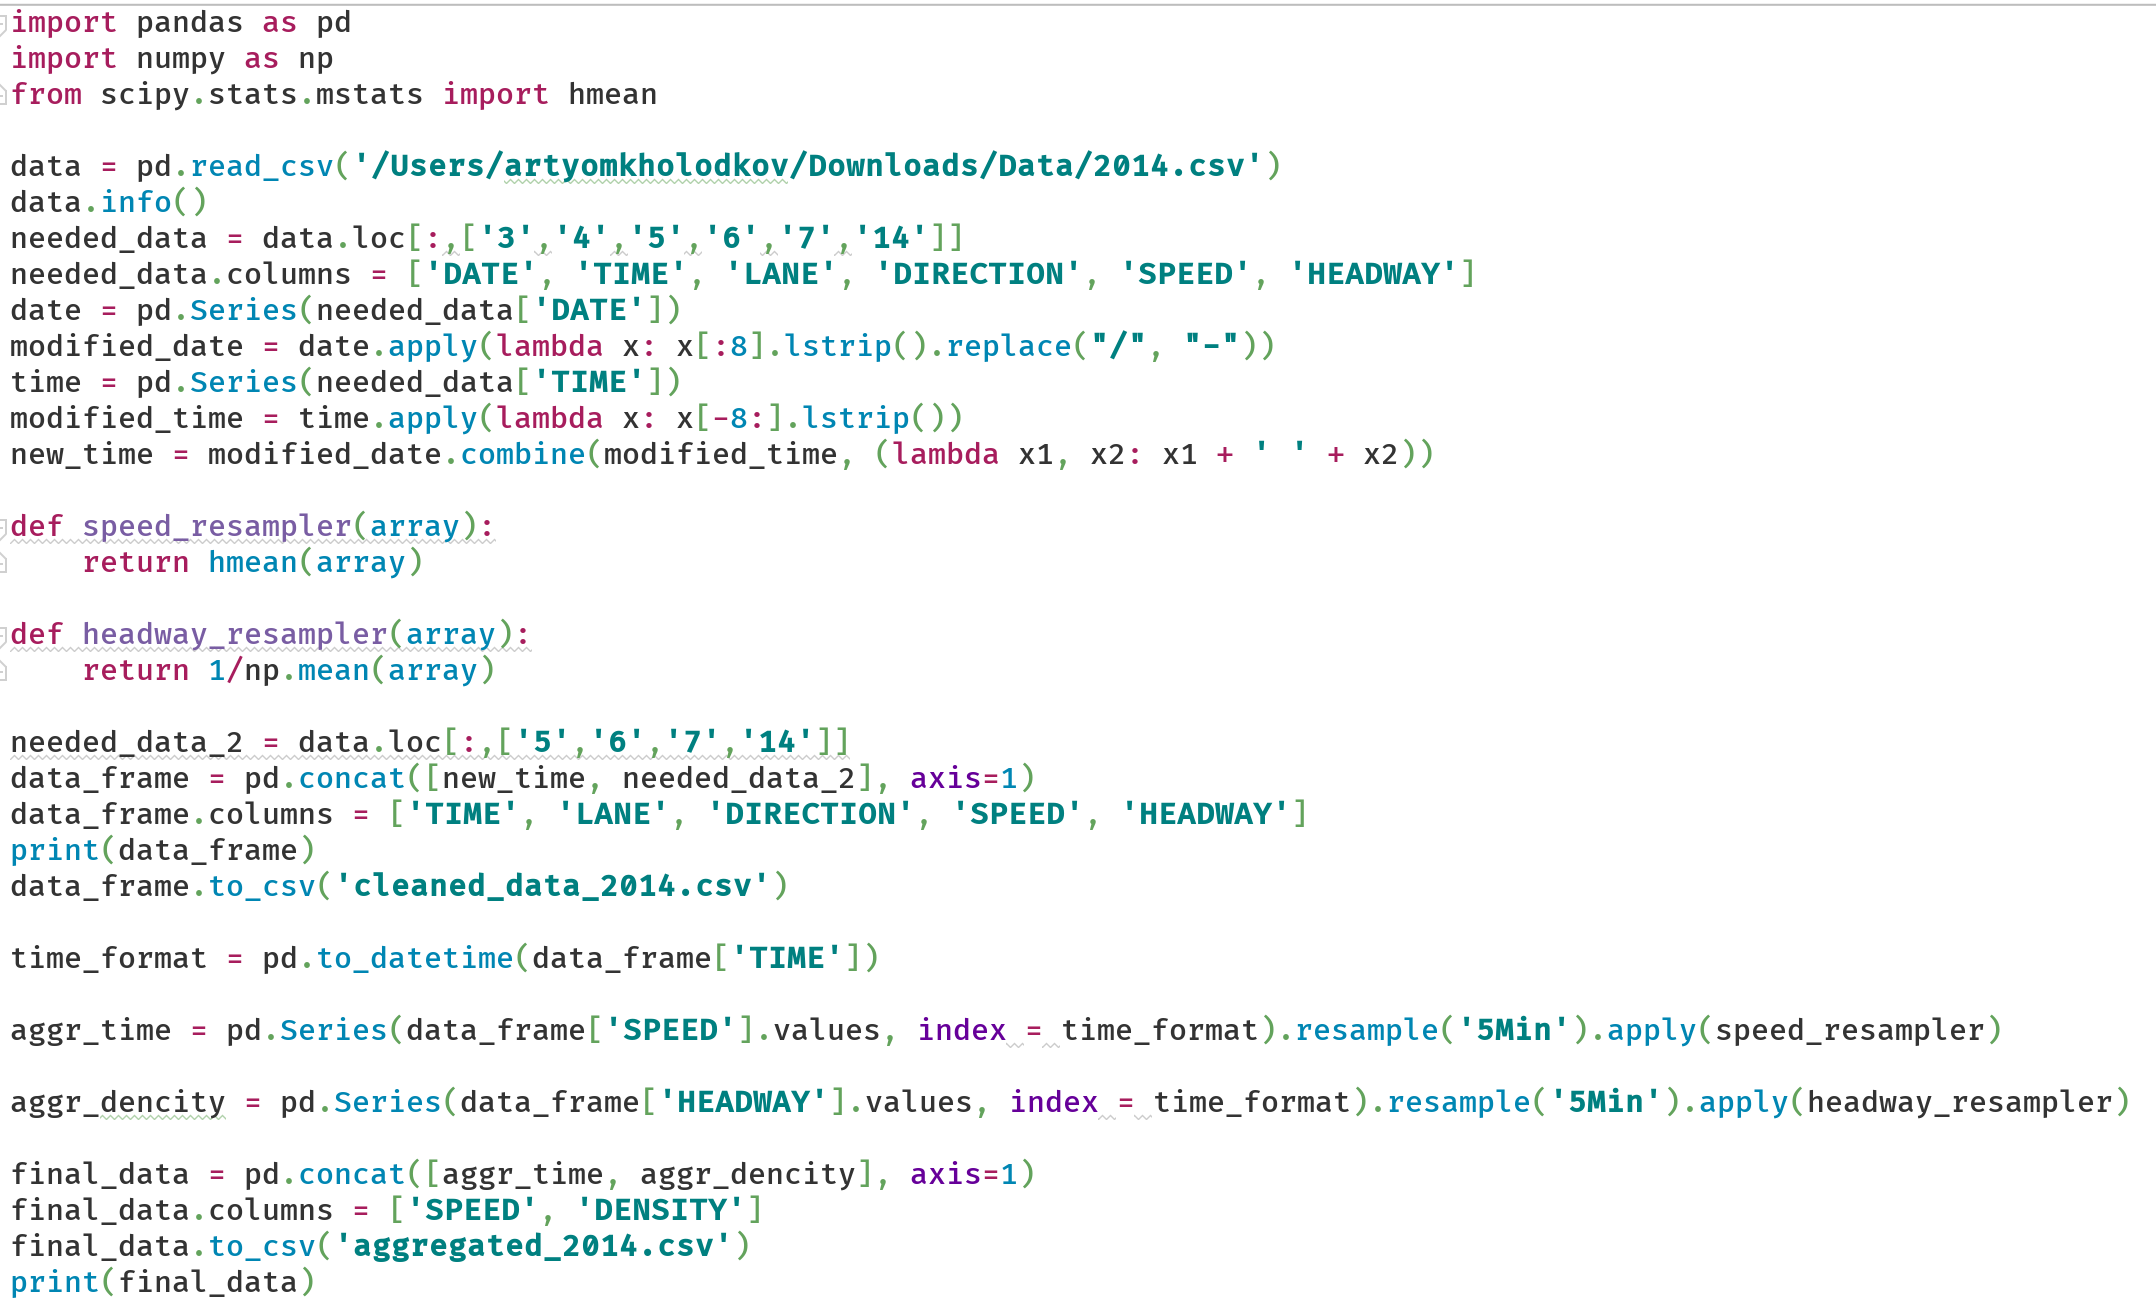 import pandas as pd
import numpy as np
from scipy.stats.mstats import hmean

data = pd.read_csv('/Users/artyomkholodkov/Downloads/Data/2014.csv')
data.info()
needed_data = data.loc[:,['3','4','5','6','7','14']]
needed_data.columns = ['DATE', 'TIME', 'LANE', 'DIRECTION', 'SPEED', 'HEADWAY']
date = pd.Series(needed_data['DATE'])
modified_date = date.apply(lambda x: x[:8].lstrip().replace("/", "-"))
time = pd.Series(needed_data['TIME'])
modified_time = time.apply(lambda x: x[-8:].lstrip())
new_time = modified_date.combine(modified_time, (lambda x1, x2: x1 + ' ' + x2))

def speed_resampler(array):
    return hmean(array)

def headway_resampler(array):
    return 1/np.mean(array)

needed_data_2 = data.loc[:,['5','6','7','14']]
data_frame = pd.concat([new_time, needed_data_2], axis=1)
data_frame.columns = ['TIME', 'LANE', 'DIRECTION', 'SPEED', 'HEADWAY']
print(data_frame)
data_frame.to_csv('cleaned_data_2014.csv')

time_format = pd.to_datetime(data_frame['TIME'])

aggr_time = pd.Series(data_frame['SPEED'].values, index = time_format).resample('5Min').apply(speed_resampler)

aggr_dencity = pd.Series(data_frame['HEADWAY'].values, index = time_format).resample('5Min').apply(headway_resampler)

final_data = pd.concat([aggr_time, aggr_dencity], axis=1)
final_data.columns = ['SPEED', 'DENSITY']
final_data.to_csv('aggregated_2014.csv')
print(final_data)